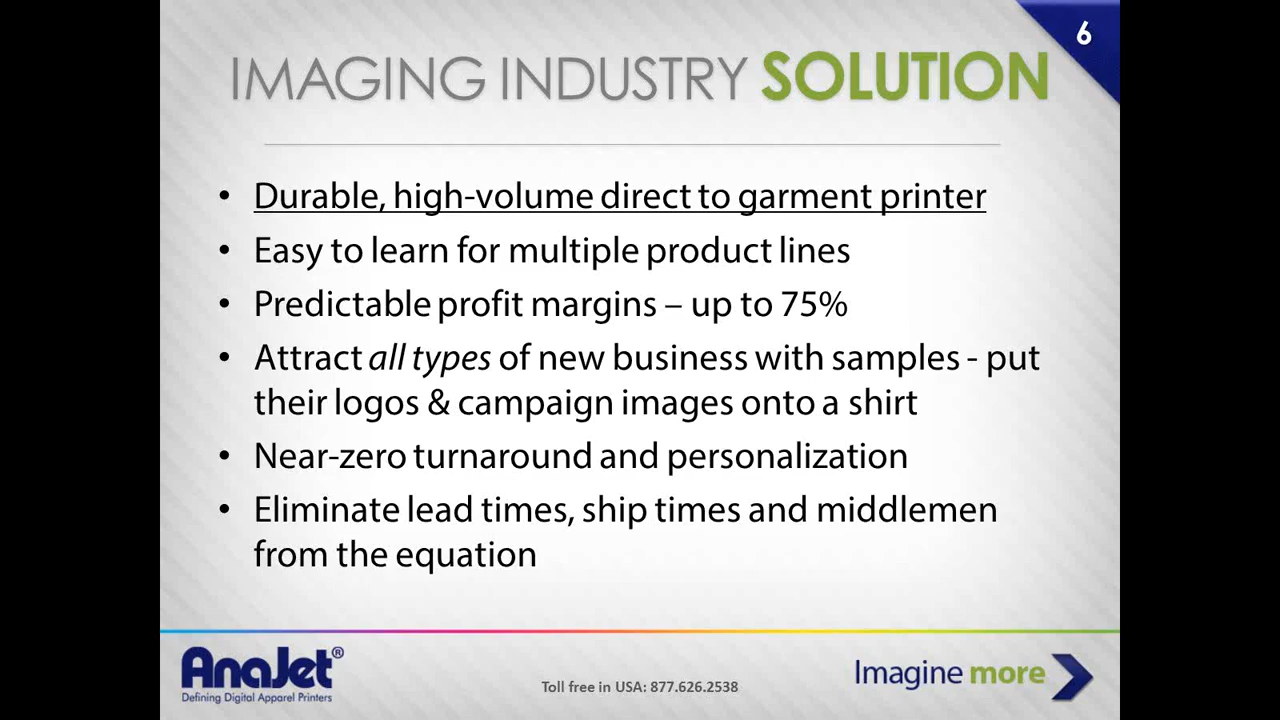 6
IMAGING INDUSTRY SOLUTION
• Durable, high-volume direct to garment printer
• Easy to learn for multiple product lines
• Predictable profit margins – up to 75%
• Attract all types of new business with samples - put
their logos & campaign images onto a shirt
• Near-zero turnaround and personalization
• Eliminate lead times, ship times and middlemen
from the equation
AnaJet®
Defining Digital Apparel Printers
Toll free in USA: 877.626.2538
Imagine more